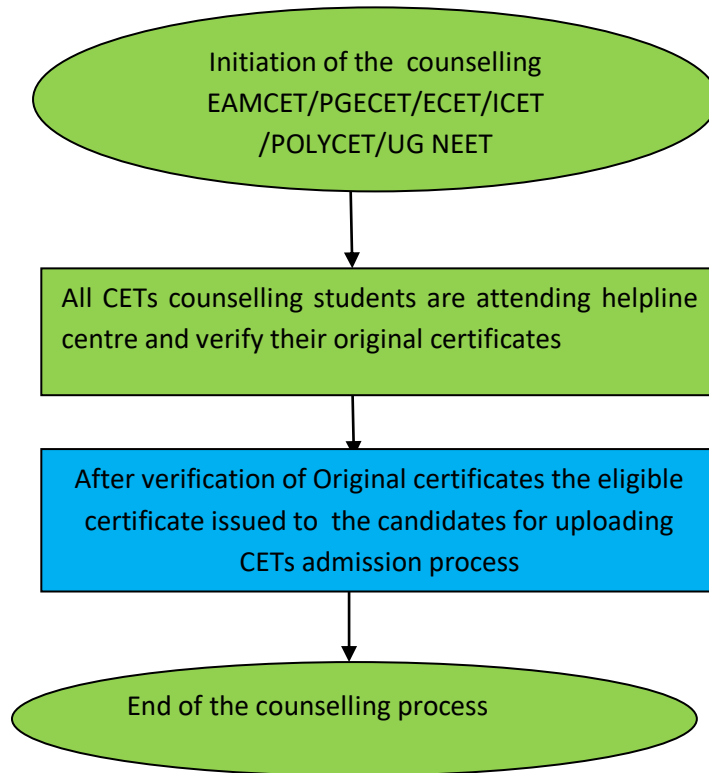 Initiation of the counselling
EAMCET/PGECET/ECET/ICET
/POLYCET/UG NEET
All CETs counselling students are attending helpline
centre and verify their original certificates
After verification of Original certificates the eligible
certificate issued to the candidates for uploading
CETs admission process
End of the counselling process